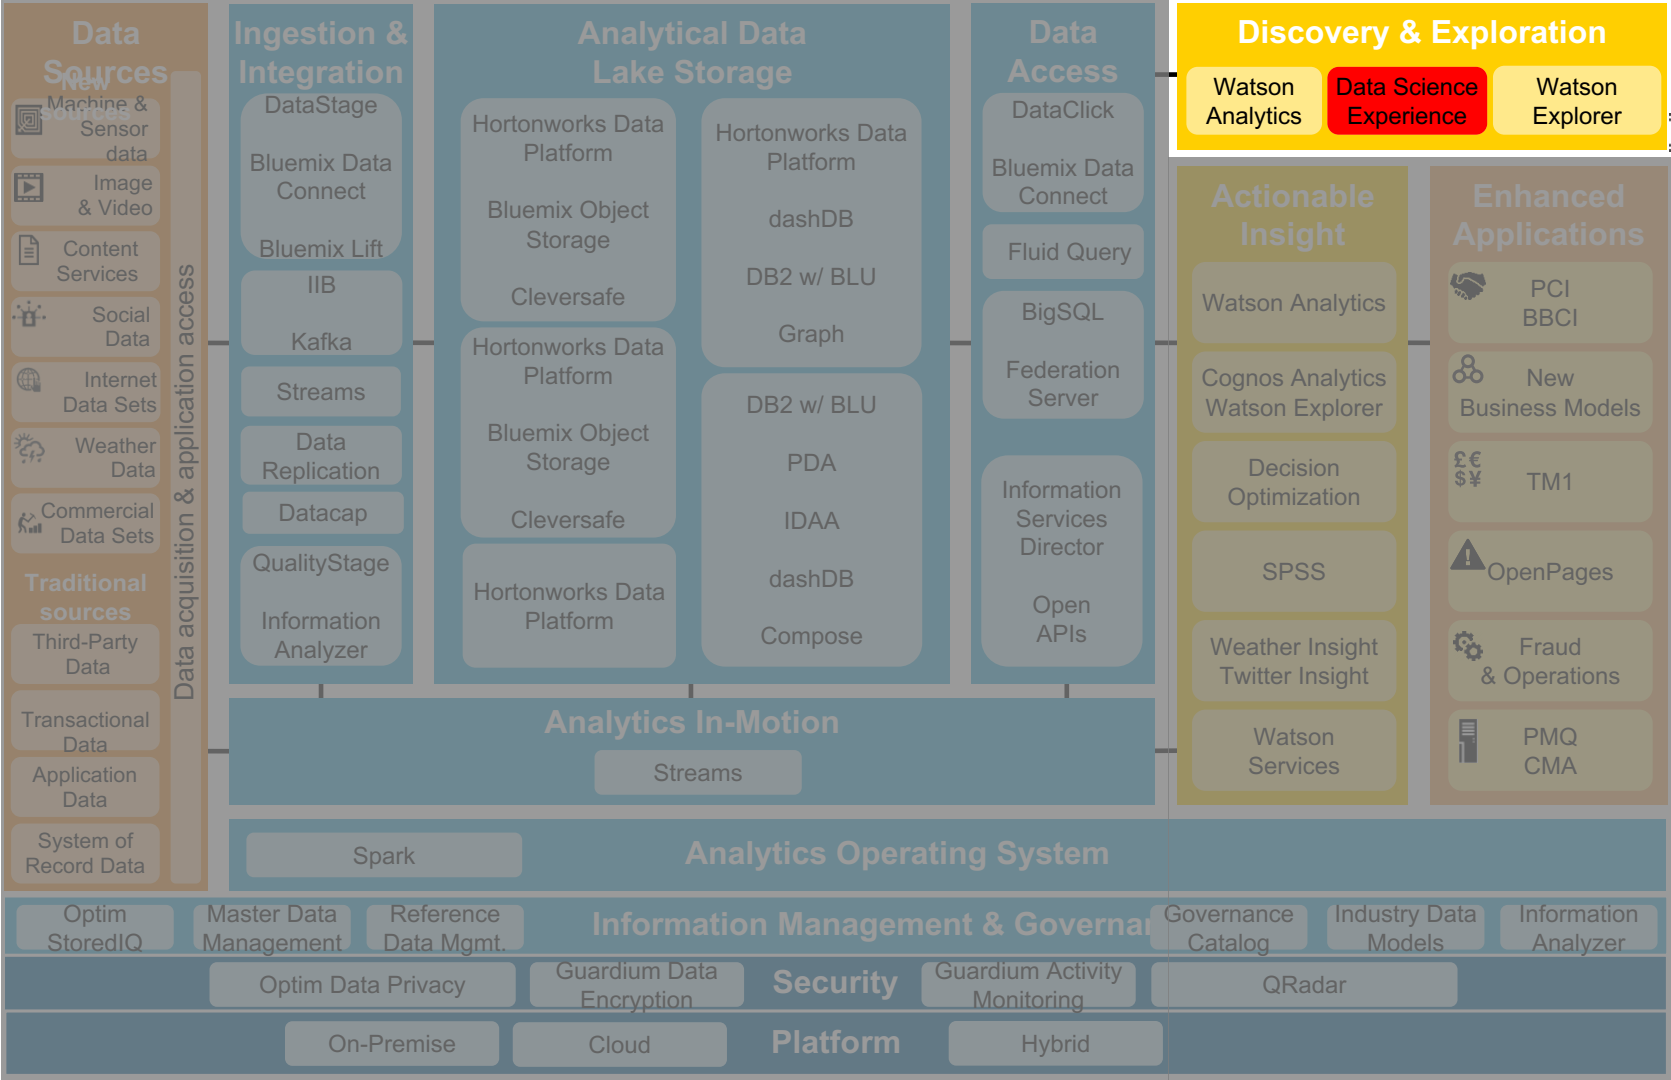 Data
Sources
New
sources
Machine &
Sensor
data
Image
& Video
Content
Services
Social
Data
Internet
Data Sets
Weather
Data
Commercial
Data Sets
Traditional
sources
Third-Party
Data
Transactional
Data
Application
Data
System of
Record Data
Data acquisition & application access
Ingestion &
Integration
DataStage
Bluemix Data
Connect
Bluemix Lift
IIB
Kafka
Streams
Data
Replication
Datacap
QualityStage
Information
Analyzer
Analytical Data
Lake Storage
Hortonworks Data
Platform
Bluemix Object
Storage
Cleversafe
Hortonworks Data
Platform
Bluemix Object
Storage
Cleversafe
Hortonworks Data
Platform
Hortonworks Data
Platform
dashDB
DB2 w/ BLU
Graph
DB2 w/ BLU
PDA
IDAA
dashDB
Compose
Data
Access
DataClick
Bluemix Data
Connect
Fluid Query
BigSQL
Federation
Server
Information
Services
Director
Open
APIs
Discovery & Exploration
Watson
Analytics
Data Science
Experience
Watson
Explorer
Actionable
Insight
Watson Analytics
Cognos Analytics
Watson Explorer
Decision
Optimization
SPSS
Weather Insight
Twitter Insight
Watson
Services
Enhanced
Applications
PCI
BBCI
New
Business Models
£€
$¥
TM1
OpenPages
Fraud
& Operations
PMQ
CMA
Analytics In-Motion
Streams
Spark
Analytics Operating System
Optim
StoredIQ
Master Data
Management
Reference
Data Mgmt.
Information Management & Governan
Governance
Catalog
Industry Data
Models
Information
Analyzer
Optim Data Privacy
Guardium Data
Encryption
Security
Guardium Activity
Monitoring
QRadar
On-Premise
Cloud
Platform
Hybrid